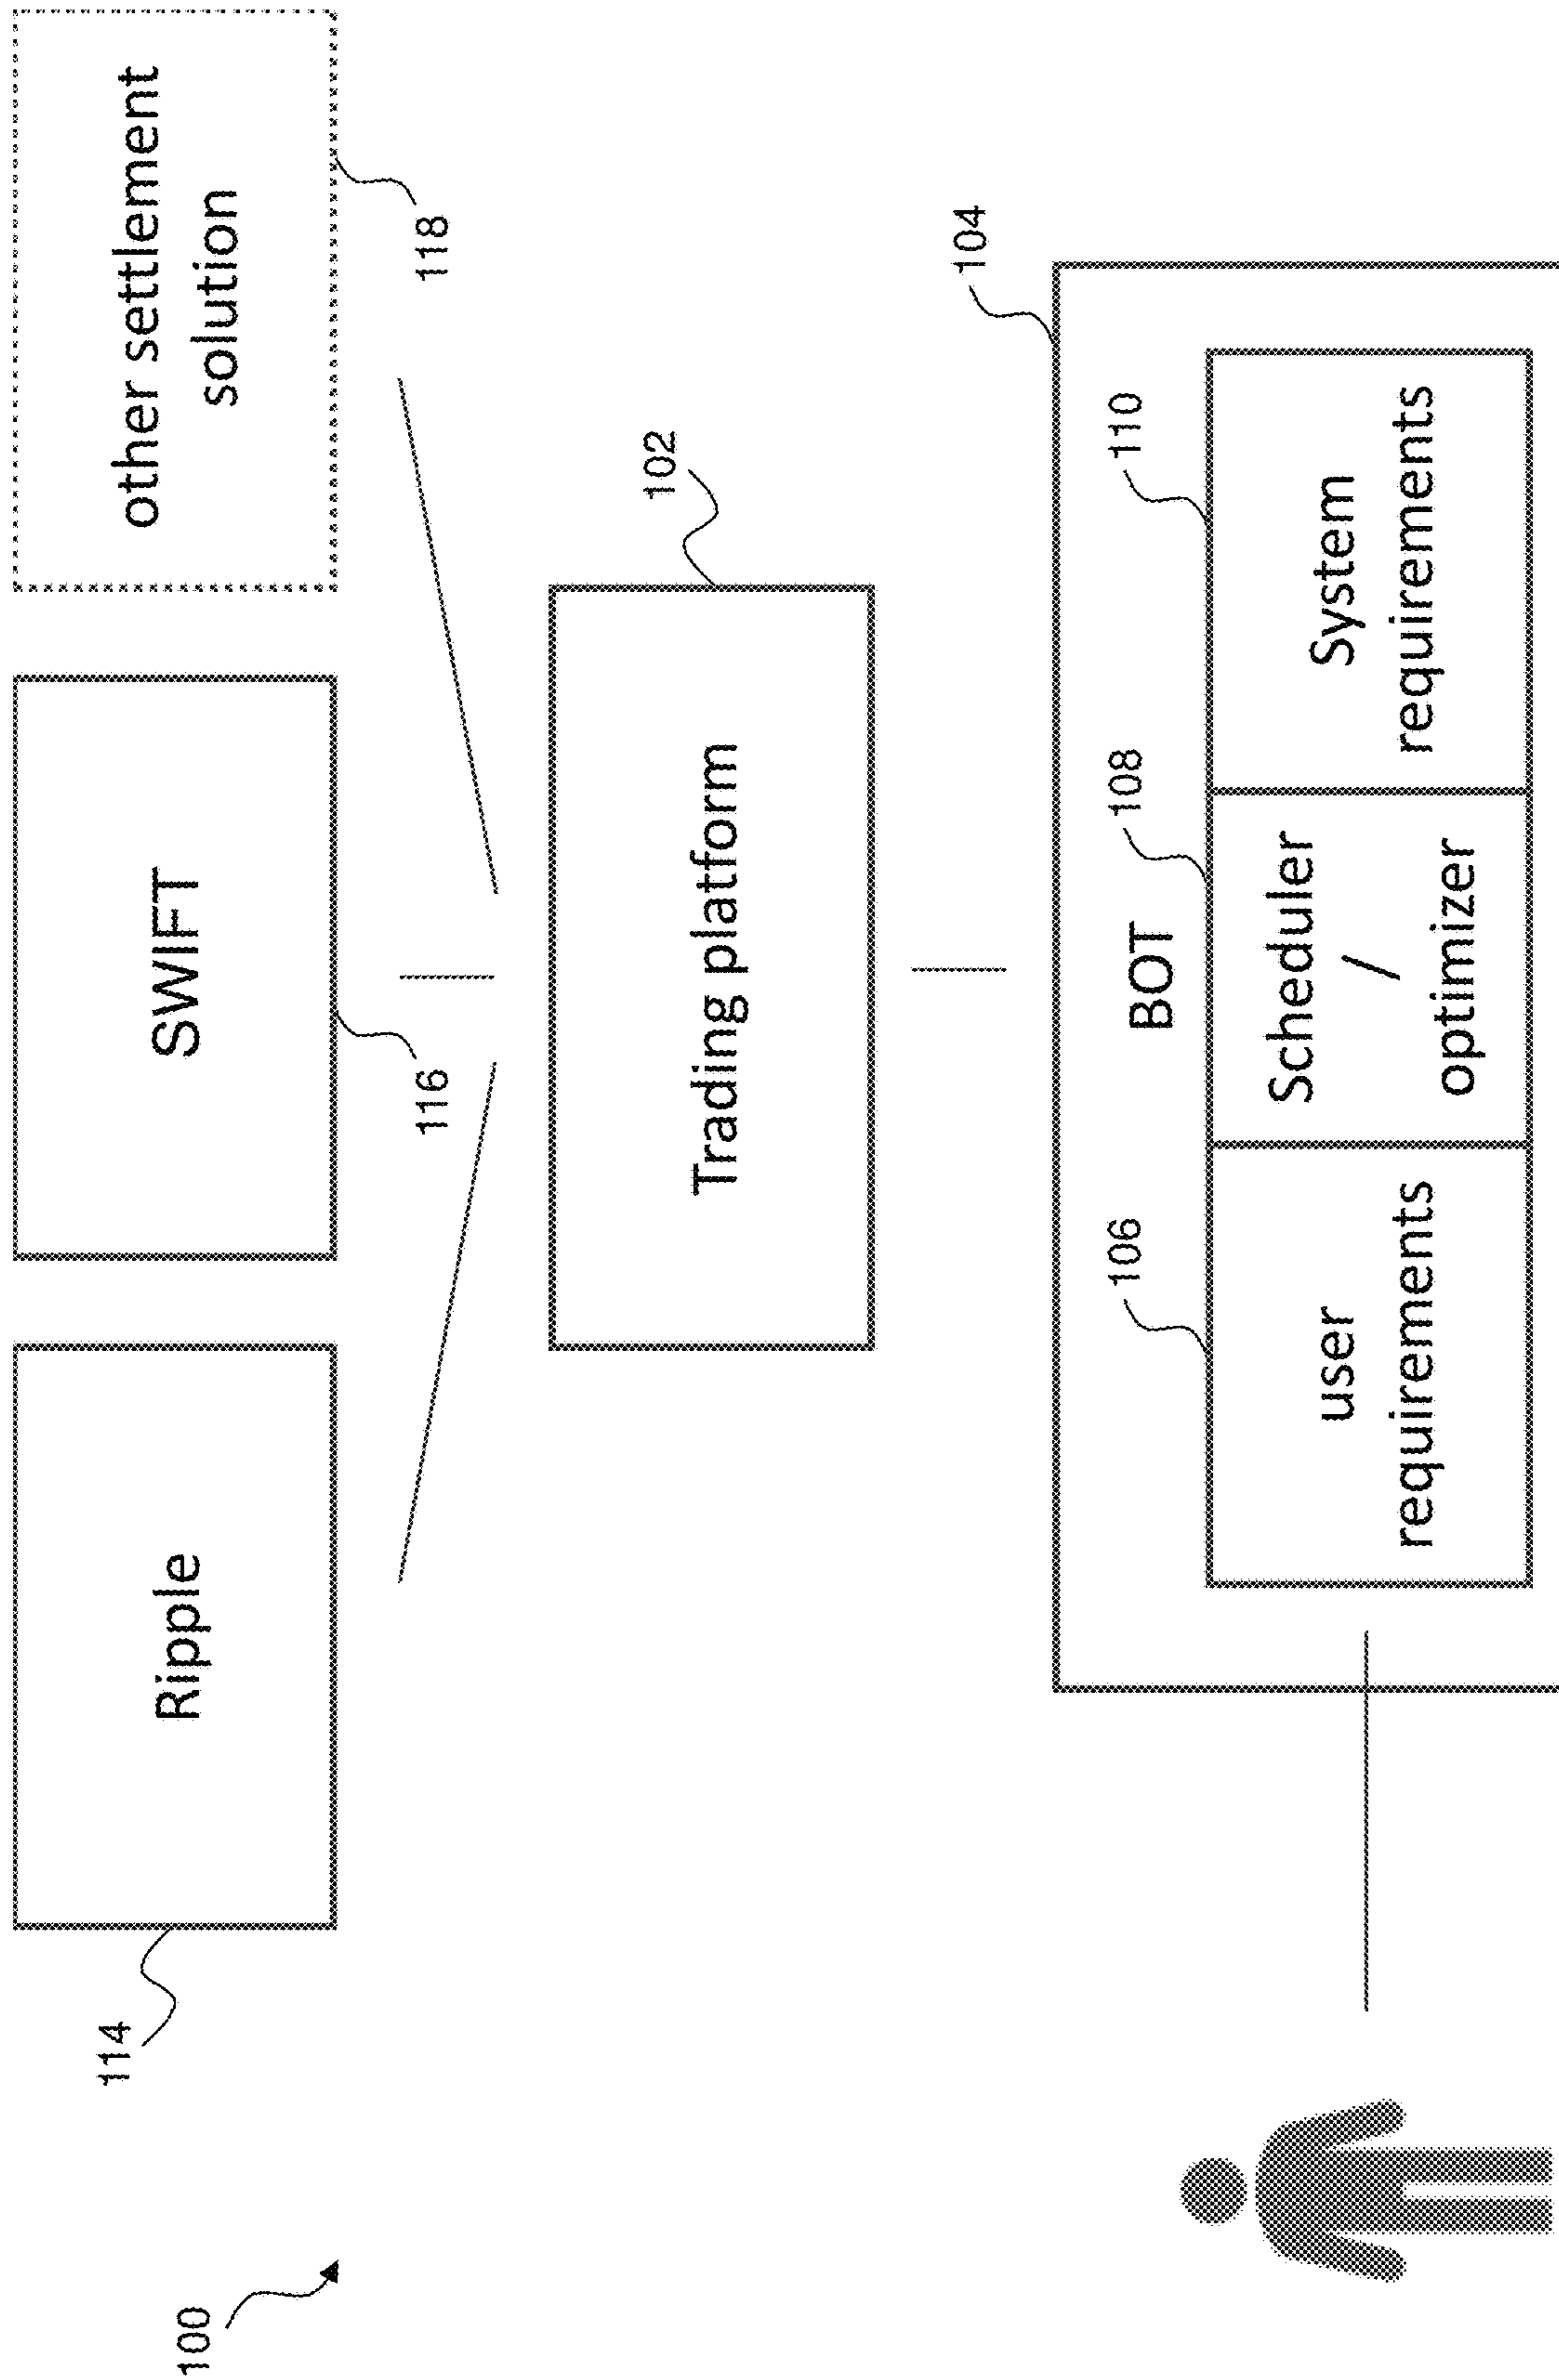 100
114
Ripple
SWIFT
116
other settlement
solution
118
Trading platform
102
104
BOT
106
user
requirements
108
Scheduler
/
optimizer
110
System
requirements